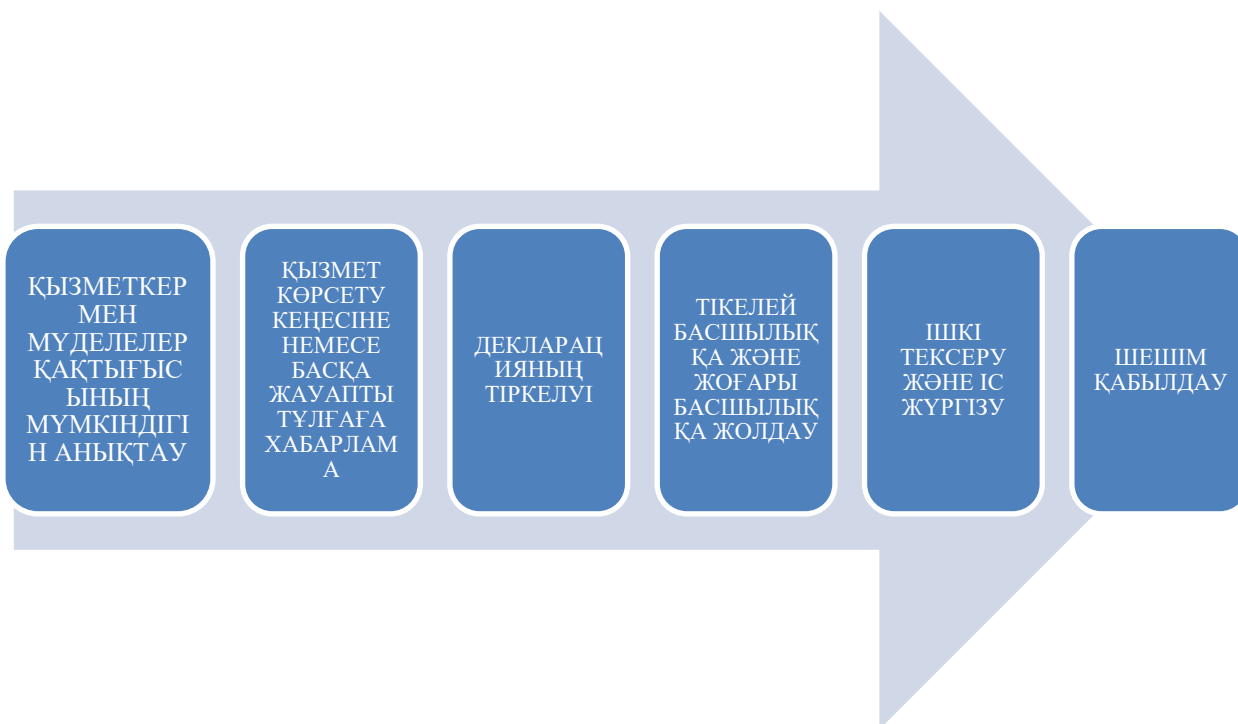 ҚЫЗМЕТКЕР
МЕН
МҮДЕЛЕЛЕР
ҚАҚТЫҒЫС
ЫНЫҢ
МҮМКІНДІГІ
Н АНЫҚТАУ
ҚЫЗМЕТ
КӨРСЕТУ
КЕҢЕСІНЕ
НЕМЕСЕ
БАСҚА
ЖАУАПТЫ
ТҰЛҒАҒА
ХАБАРЛАМ
А
ДЕКЛАРАЦ
ИЯНЫҢ
ТІРКЕЛУІ
ТІКЕЛЕЙ
БАСШЫЛЫҚ
ҚА ЖӘНЕ
ЖОҒАРЫ
БАСШЫЛЫҚ
ҚА ЖОЛДАУ
ІШКІ
ТЕКСЕРУ
ЖӘНЕ ІС
ЖҮРГІЗУ
ШЕШІМ
ҚАБЫЛДАУ